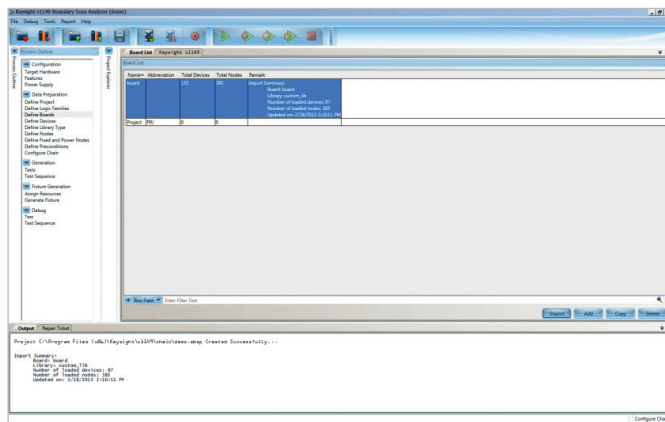 Keysight x1149 Boundary Scan Analyzer (demo)
File Debug Tools Report Help
Process Outline
Process Outline
Configuration
Target Hardware
Features
Power Supply
Data Preparation
Define Project
Define Logic Families
Define Boards
Define Devices
Define Library Type
Define Nodes
Define Fixed and Power Nodes
Define Preconditions
Configure Chain
Generation
Tests
Test Sequence
Fixture Generation
Assign Resources
Generate Fixture
Debug
Test
Test Sequence
Project Explorer
Board List Keysight x1149
Board List
Name Abbreviation Total Devices Total Nodes Remark
board 133 385 Import Summary:
Board: board
Library: custom_lib
Number of loaded devices: 87
Number of loaded nodes: 385
Updated on: 2/18/2013 2:10:11 PM
Project PRJ 0 0
Any Field Enter Filter Text
Import Add Copy Delete
Output Repair Ticket
Project C:\Program Files (x86)\Keysight\x1149\chain\demo.absp Created Successfully...
Import Summary:
Board: board
Library: custom_lib
Number of loaded devices: 87
Number of loaded nodes: 385
Updated on: 2/18/2013 2:10:11 PM
Configure Cha